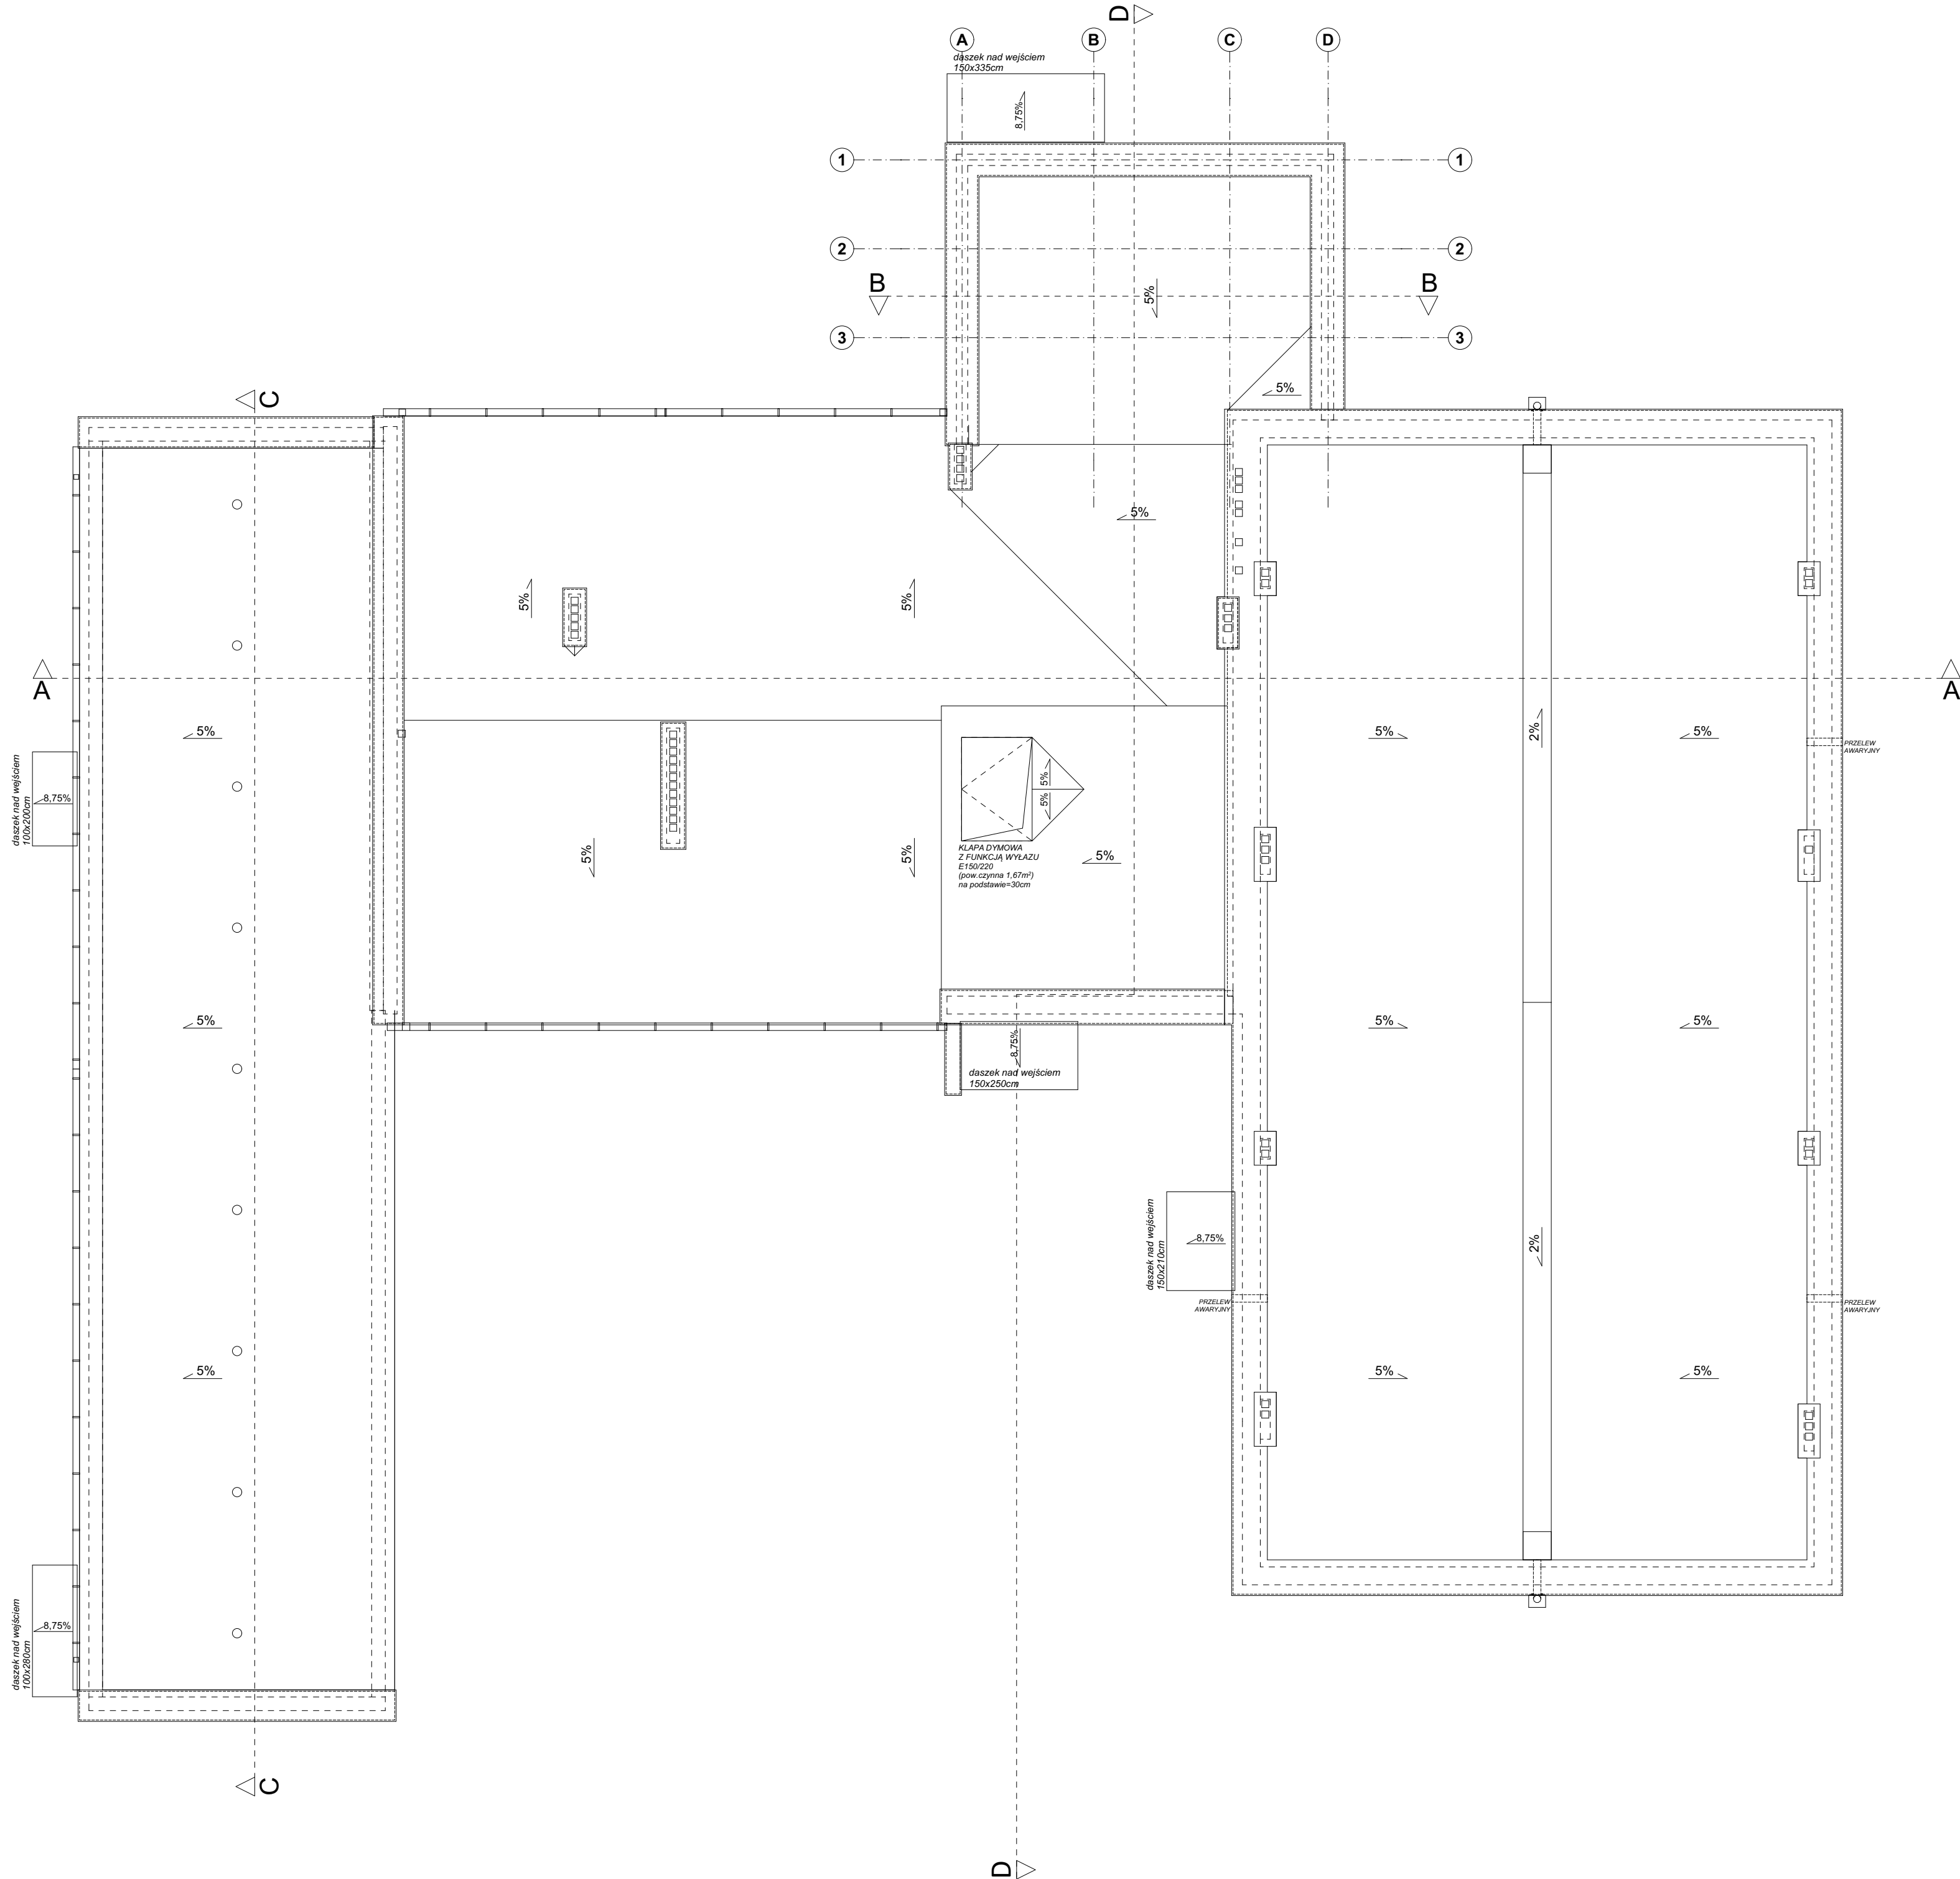 D
A
B
C
D
daszek nad wejściem
150x335cm
8,75%
1
1
2
2
B
B
5%
3
3
5%
C
5%
5%
5%
A
A
5%
5%
5%
2%
5%
PRZELEW
AWARYJNY
daszek nad wejściem
100x200cm
8,75%
5%
5%
KLAPA DYMOWA
Z FUNKCJĄ WYŁAZU
E150/220
(pow.czynna 1,67m²)
na podstawie=30cm
5%
5%
5%
5%
5%
5%
8,75%
daszek nad wejściem
150x250cm
daszek nad wejściem
150x210cm
8,75%
2%
PRZELEW
AWARYJNY
PRZELEW
AWARYJNY
5%
5%
5%
daszek nad wejściem
100x280cm
8,75%
C
D